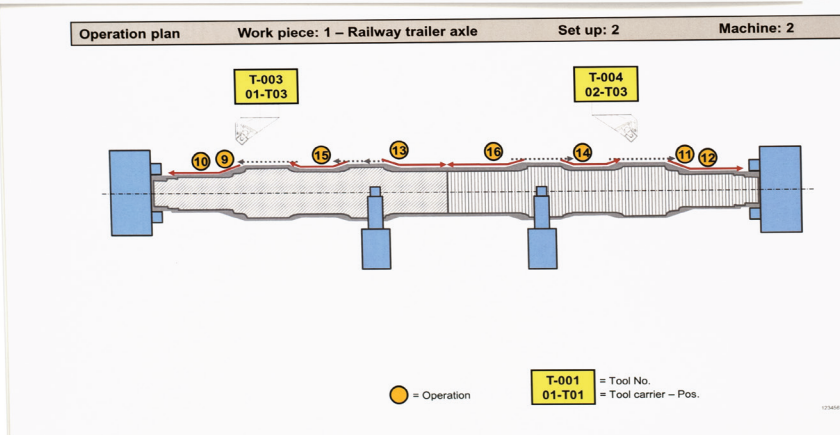 Operation plan Work piece: 1 – Railway trailer axle Set up: 2 Machine: 2
T-003
01-T03
T-004
02-T03
10 9 15 13 16 14 11 12
= Operation
T-001
01-T01
= Tool No.
= Tool carrier – Pos.